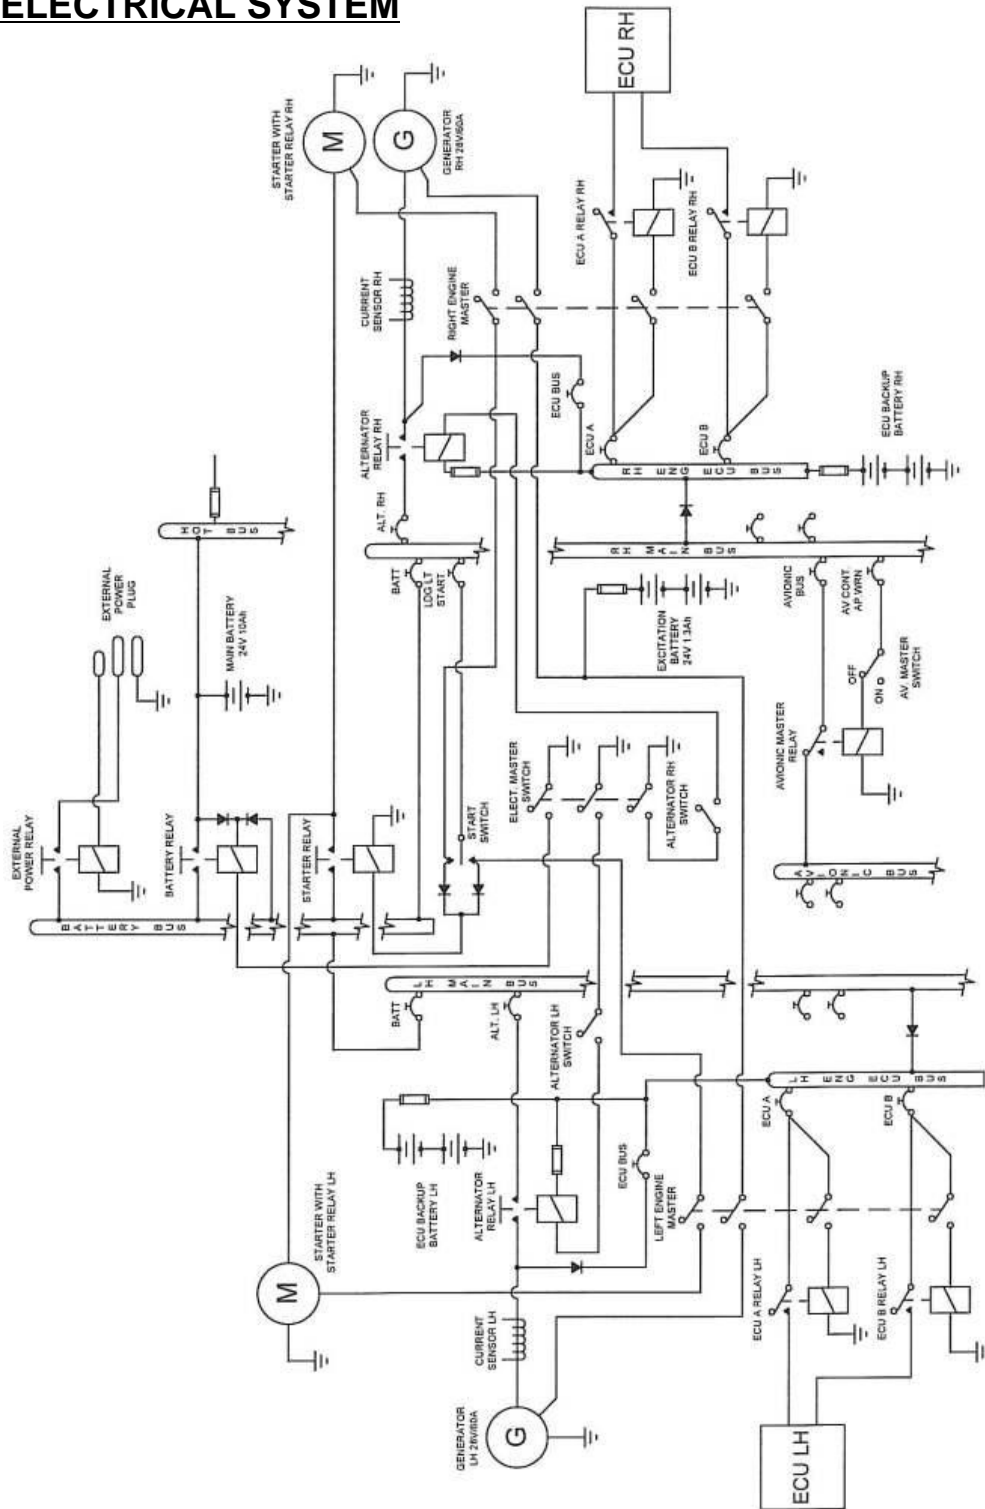 ELECTRICAL SYSTEM
ECU RH
STARTER WITH
STARTER RELAY RH
M
G
GENERATOR
RH 28V/60A
ECU A RELAY RH
ECU B RELAY RH
CURRENT
SENSOR RH
RIGHT ENGINE
MASTER
ALTERNATOR
RELAY RH
ECU BUS
ECU A
ECU B
RH ENG ECU BUS
ECU BACKUP
BATTERY RH
ALT. RH
HOT BUS
RH MAIN BUS
BATT
LDG LT
START
EXTERNAL
POWER
PLUG
MAIN BATTERY
24V 10Ah
EXCITATION
BATTERY
24V 1.3Ah
AVIONIC
BUS
AV CONT.
AP WRN
OFF
ON
AV. MASTER
SWITCH
AVIONIC MASTER
RELAY
ELECT. MASTER
SWITCH
ALTERNATOR RH
SWITCH
START
SWITCH
EXTERNAL
POWER RELAY
BATTERY RELAY
STARTER RELAY
BATTERY BUS
AVIONIC BUS
LH MAIN BUS
BATT
ALT. LH
ALTERNATOR LH
SWITCH
LH ENG ECU BUS
ECU A
ECU B
ECU BACKUP
BATTERY LH
ALTERNATOR
RELAY LH
ECU BUS
LEFT ENGINE
MASTER
STARTER WITH
STARTER RELAY LH
M
CURRENT
SENSOR LH
ECU A RELAY LH
ECU B RELAY LH
GENERATOR
LH 28V/60A
G
ECU LH